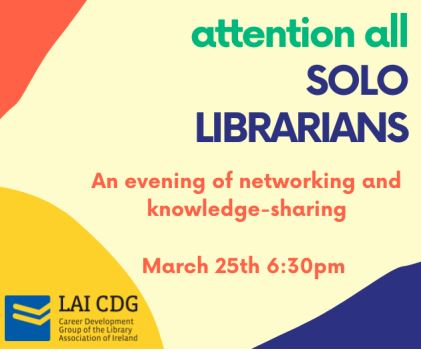 attention all
SOLO
LIBRARIANS
An evening of networking and
knowledge-sharing
March 25th 6:30pm
LAI CDG
Career Development
Group of the Library
Association of Ireland